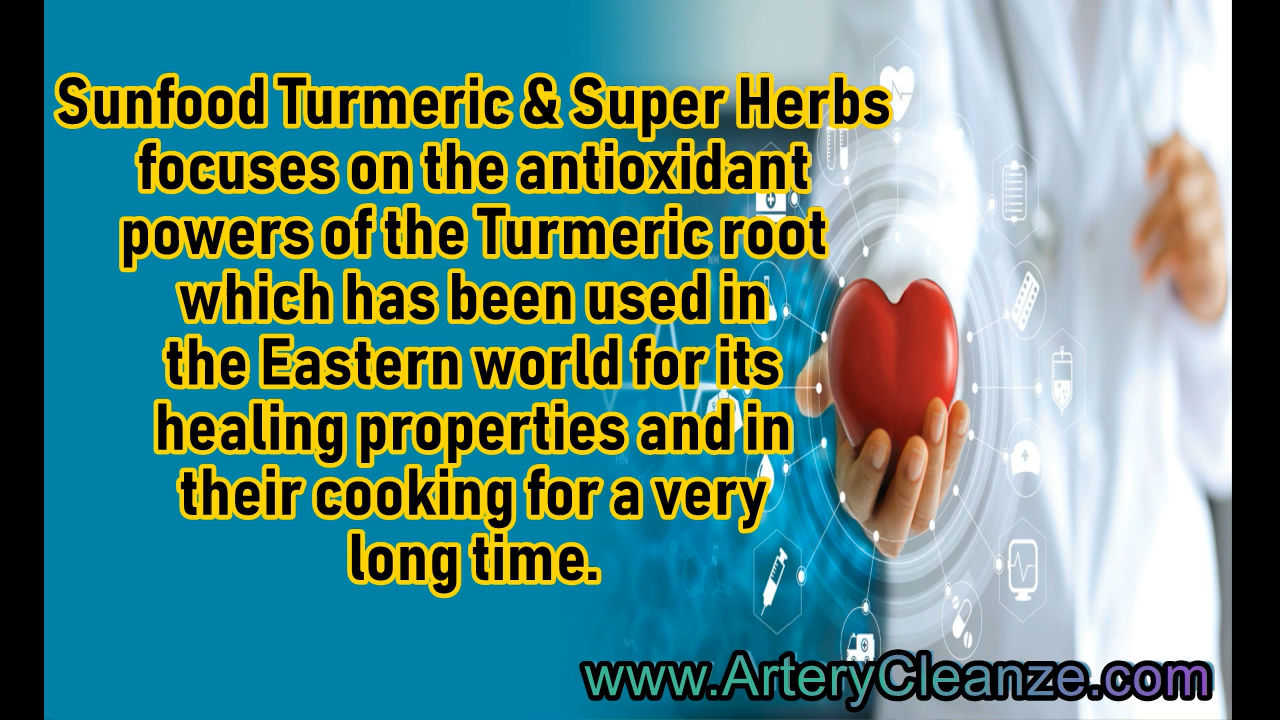 Sunfood Turmeric & Super Herbs
focuses on the antioxidant
powers of the Turmeric root
which has been used in
the Eastern world for its
healing properties and in
their cooking for a very
long time.
www.ArteryCleanze.com